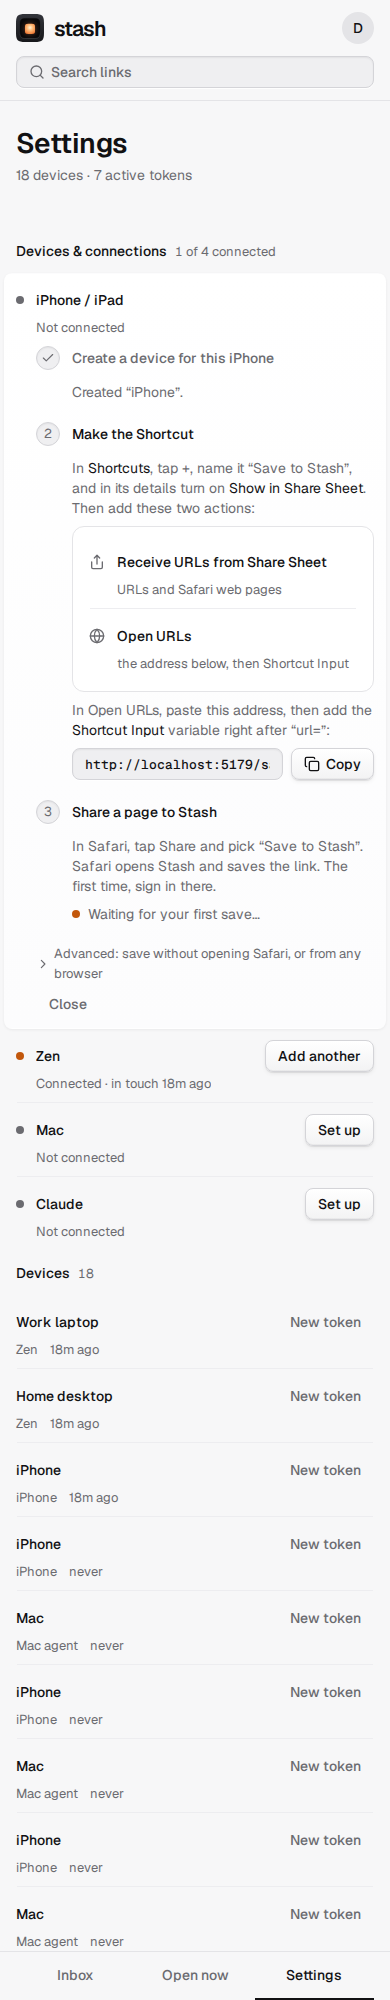 stash
D
Search links
Settings
18 devices · 7 active tokens
Devices & connections 1 of 4 connected
iPhone / iPad
Not connected
Create a device for this iPhone
Created “iPhone”.
2 Make the Shortcut
In Shortcuts, tap +, name it “Save to Stash”,
and in its details turn on Show in Share Sheet.
Then add these two actions:
Receive URLs from Share Sheet
URLs and Safari web pages
Open URLs
the address below, then Shortcut Input
In Open URLs, paste this address, then add the
Shortcut Input variable right after “url=”:
http://localhost:5179/s
Copy
3 Share a page to Stash
In Safari, tap Share and pick “Save to Stash”.
Safari opens Stash and saves the link. The
first time, sign in there.
Waiting for your first save…
Advanced: save without opening Safari, or from any
browser
Close
Zen
Add another
Connected · in touch 18m ago
Mac
Set up
Not connected
Claude
Set up
Not connected
Devices 18
Work laptop
New token
Zen 18m ago
Home desktop
New token
Zen 18m ago
iPhone
New token
iPhone 18m ago
iPhone
New token
iPhone never
Mac
New token
Mac agent never
iPhone
New token
iPhone never
Mac
New token
Mac agent never
iPhone
New token
iPhone never
Mac
New token
Mac agent never
Inbox
Open now
Settings